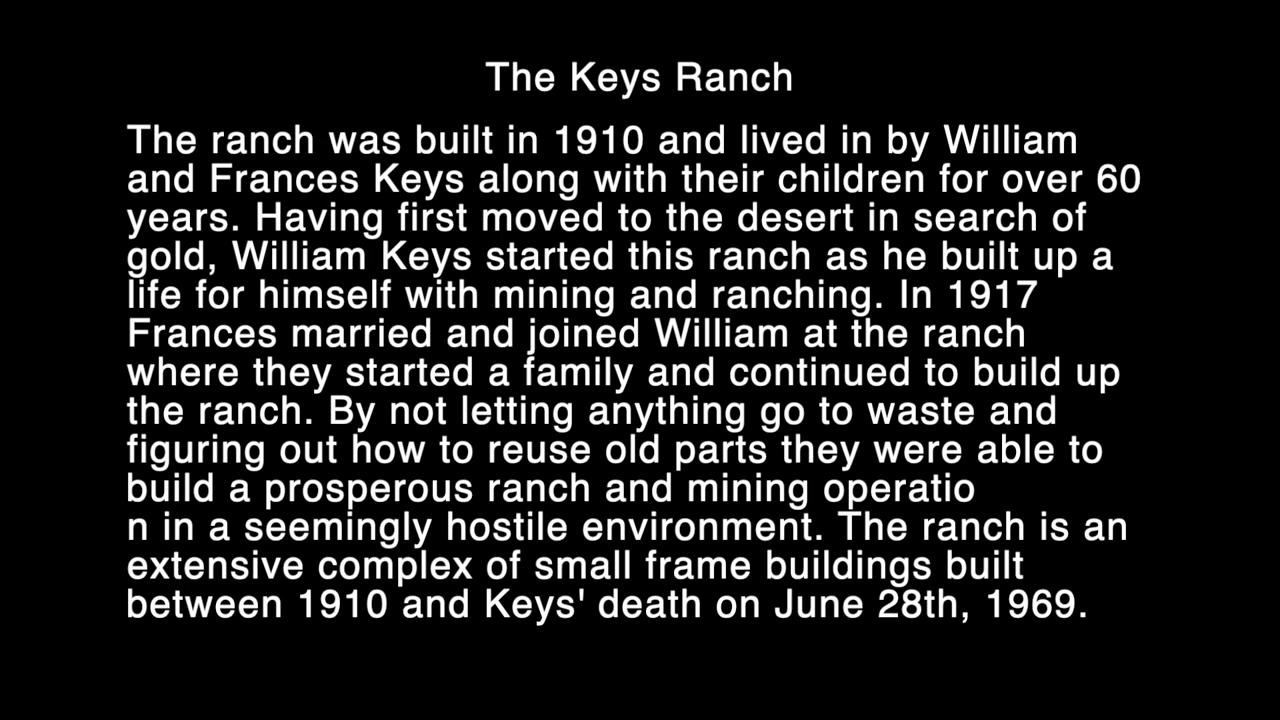 The Keys Ranch
The ranch was built in 1910 and lived in by William
and Frances Keys along with their children for over 60
years. Having first moved to the desert in search of
gold, William Keys started this ranch as he built up a
life for himself with mining and ranching. In 1917
Frances married and joined William at the ranch
where they started a family and continued to build up
the ranch. By not letting anything go to waste and
figuring out how to reuse old parts they were able to
build a prosperous ranch and mining operatio
n in a seemingly hostile environment. The ranch is an
extensive complex of small frame buildings built
between 1910 and Keys' death on June 28th, 1969.